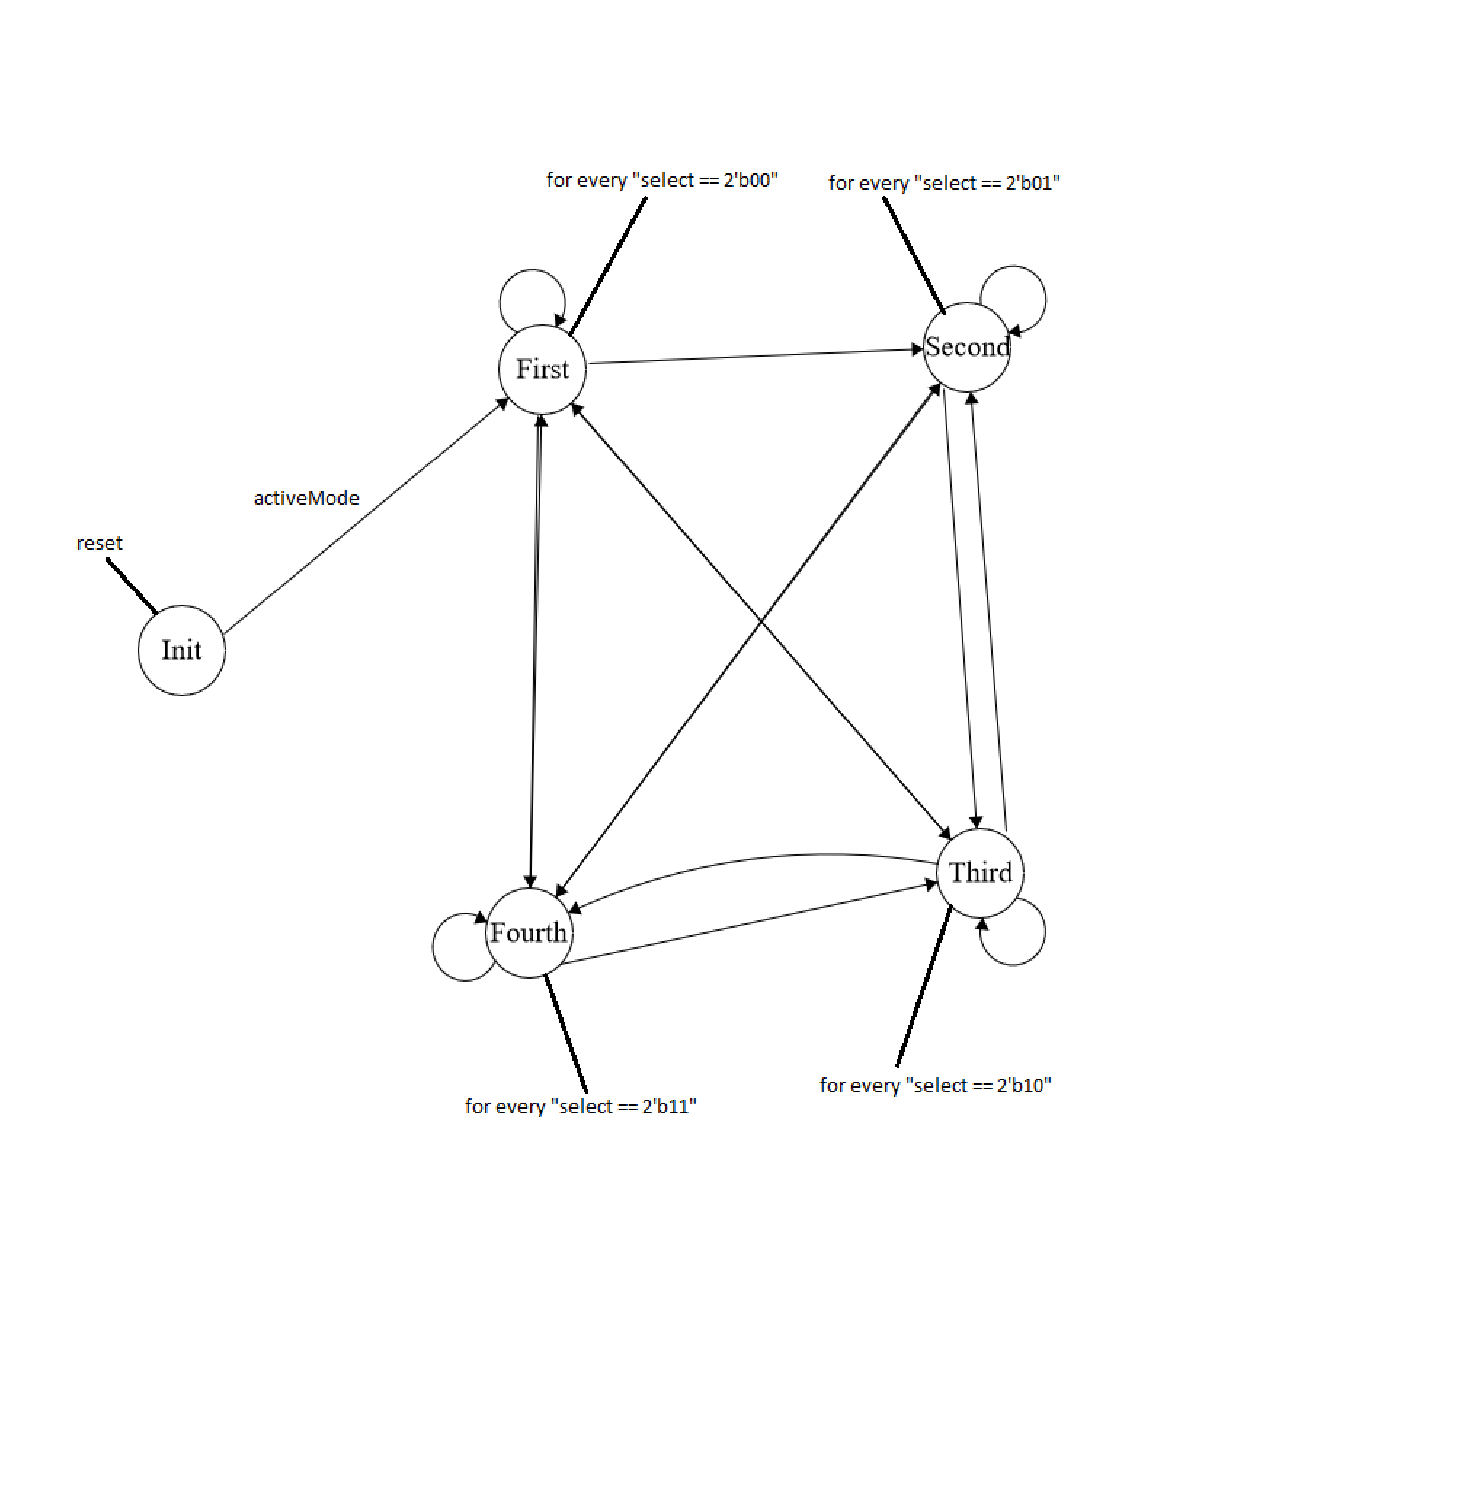 for every "select == 2'b00"
for every "select == 2'b01"
First
Second
activeMode
reset
Init
Third
Fourth
for every "select == 2'b10"
for every "select == 2'b11"